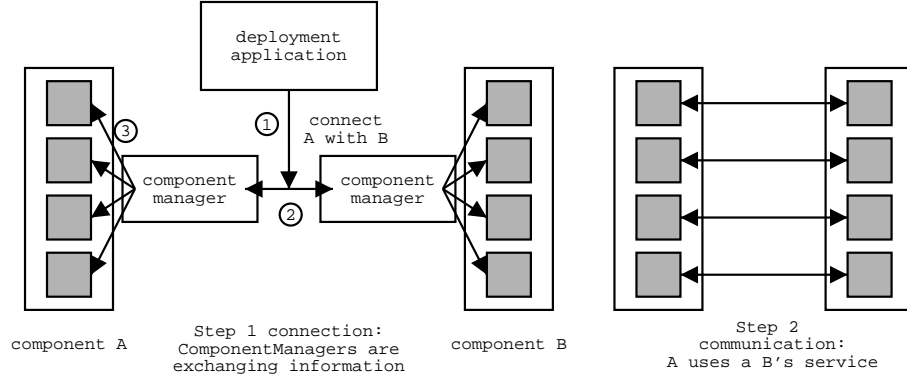 deployment
application
1
connect
A with B
3
component
manager
component
manager
2
component A
Step 1 connection:
ComponentManagers are
exchanging information
component B
Step 2
communication:
A uses a B's service